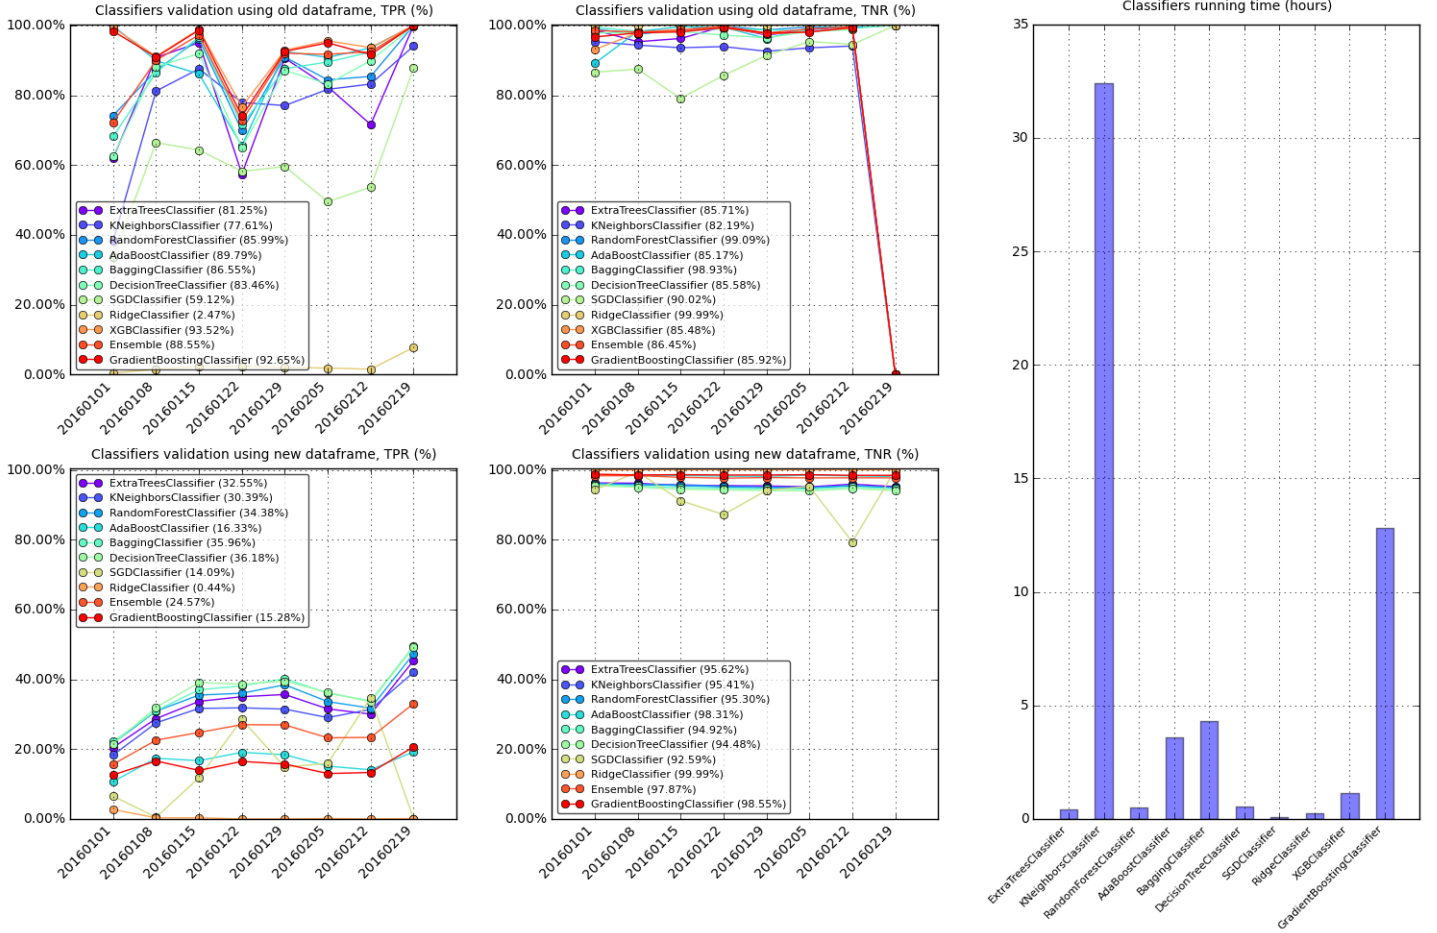 Classifiers validation using old dataframe, TPR (%)
100.00%
80.00%
60.00%
40.00%
20.00%
0.00%
ExtraTreesClassifier (81.25%)
KNeighborsClassifier (77.61%)
RandomForestClassifier (85.99%)
AdaBoostClassifier (89.79%)
BaggingClassifier (86.55%)
DecisionTreeClassifier (83.46%)
SGDClassifier (59.12%)
RidgeClassifier (2.47%)
XGBClassifier (93.52%)
Ensemble (88.55%)
GradientBoostingClassifier (92.65%)
20160101
20160108
20160115
20160122
20160129
20160205
20160212
20160219
Classifiers validation using old dataframe, TNR (%)
100.00%
80.00%
60.00%
40.00%
20.00%
0.00%
ExtraTreesClassifier (85.71%)
KNeighborsClassifier (82.19%)
RandomForestClassifier (99.09%)
AdaBoostClassifier (85.17%)
BaggingClassifier (98.93%)
DecisionTreeClassifier (85.58%)
SGDClassifier (90.02%)
RidgeClassifier (99.99%)
XGBClassifier (85.48%)
Ensemble (86.45%)
GradientBoostingClassifier (85.92%)
20160101
20160108
20160115
20160122
20160129
20160205
20160212
20160219
Classifiers validation using new dataframe, TPR (%)
100.00%
80.00%
60.00%
40.00%
20.00%
0.00%
ExtraTreesClassifier (32.55%)
KNeighborsClassifier (30.39%)
RandomForestClassifier (34.38%)
AdaBoostClassifier (16.33%)
BaggingClassifier (35.96%)
DecisionTreeClassifier (36.18%)
SGDClassifier (14.09%)
RidgeClassifier (0.44%)
Ensemble (24.57%)
GradientBoostingClassifier (15.28%)
20160101
20160108
20160115
20160122
20160129
20160205
20160212
20160219
Classifiers validation using new dataframe, TNR (%)
100.00%
80.00%
60.00%
40.00%
20.00%
0.00%
ExtraTreesClassifier (95.62%)
KNeighborsClassifier (95.41%)
RandomForestClassifier (95.30%)
AdaBoostClassifier (98.31%)
BaggingClassifier (94.92%)
DecisionTreeClassifier (94.48%)
SGDClassifier (92.59%)
RidgeClassifier (99.99%)
Ensemble (97.87%)
GradientBoostingClassifier (98.55%)
20160101
20160108
20160115
20160122
20160129
20160205
20160212
20160219
Classifiers running time (hours)
35
30
25
20
15
10
5
0
ExtraTreesClassifier
KNeighborsClassifier
RandomForestClassifier
AdaBoostClassifier
BaggingClassifier
DecisionTreeClassifier
SGDClassifier
RidgeClassifier
XGBClassifier
GradientBoostingClassifier